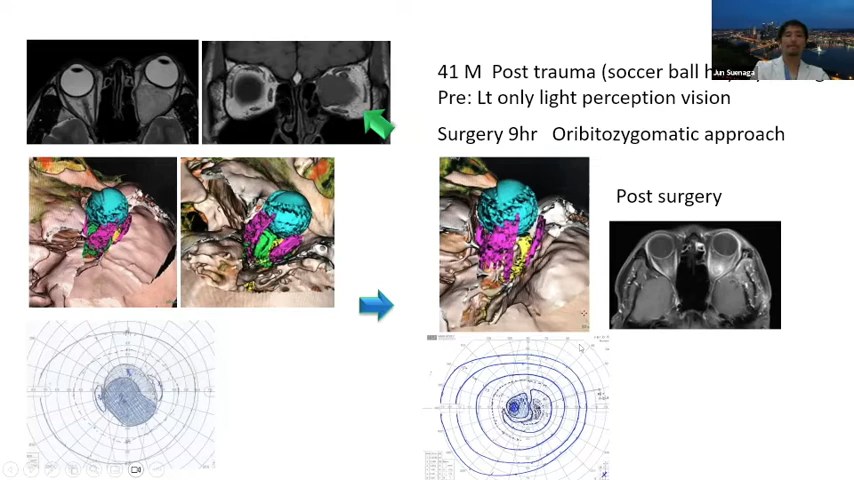 41 M Post trauma (soccer ball
Pre: Lt only light perception vision
Surgery 9hr Oribitozygomatic approach
Post surgery
Jun Suenaga